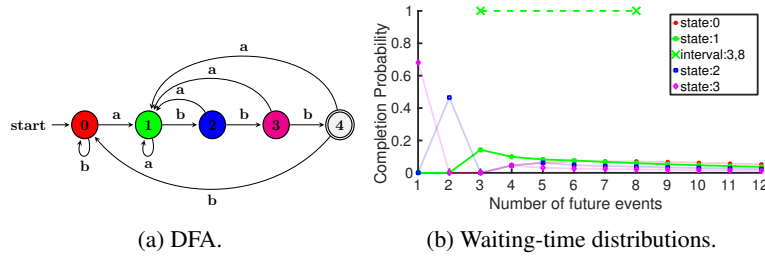 a
a
a
start
0
a
1
b
2
b
3
b
4
b
a
b
(a) DFA.
Completion Probability
1
0.8
0.6
0.4
0.2
0
1 2 3 4 5 6 7 8 9 10 11 12
Number of future events
state:0
state:1
interval:3,8
state:2
state:3
(b) Waiting-time distributions.